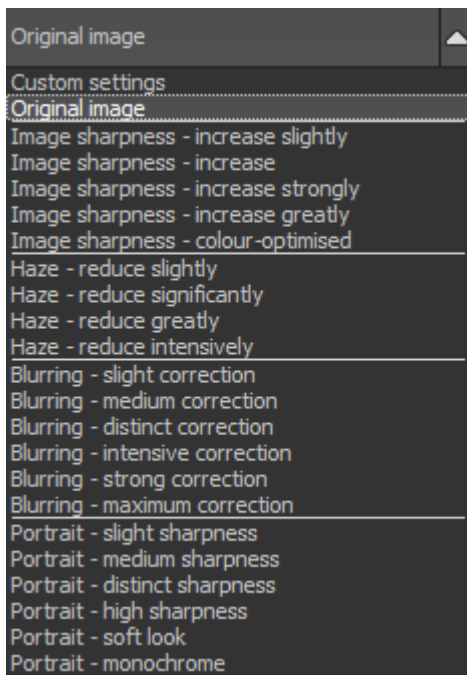 Original image
Custom settings
Original image
Image sharpness - increase slightly
Image sharpness - increase
Image sharpness - increase strongly
Image sharpness - increase greatly
Image sharpness - colour-optimised
Haze - reduce slightly
Haze - reduce significantly
Haze - reduce greatly
Haze - reduce intensively
Blurring - slight correction
Blurring - medium correction
Blurring - distinct correction
Blurring - intensive correction
Blurring - strong correction
Blurring - maximum correction
Portrait - slight sharpness
Portrait - medium sharpness
Portrait - distinct sharpness
Portrait - high sharpness
Portrait - soft look
Portrait - monochrome